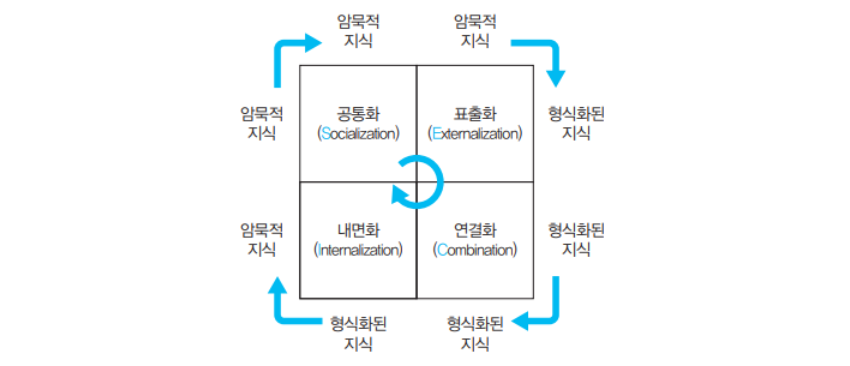 암묵적
지식
암묵적
지식
암묵적
지식
공통화
(Socialization)
표출화
(Externalization)
형식화된
지식
암묵적
지식
내면화
(Internalization)
연결화
(Combination)
형식화된
지식
형식화된
지식
형식화된
지식